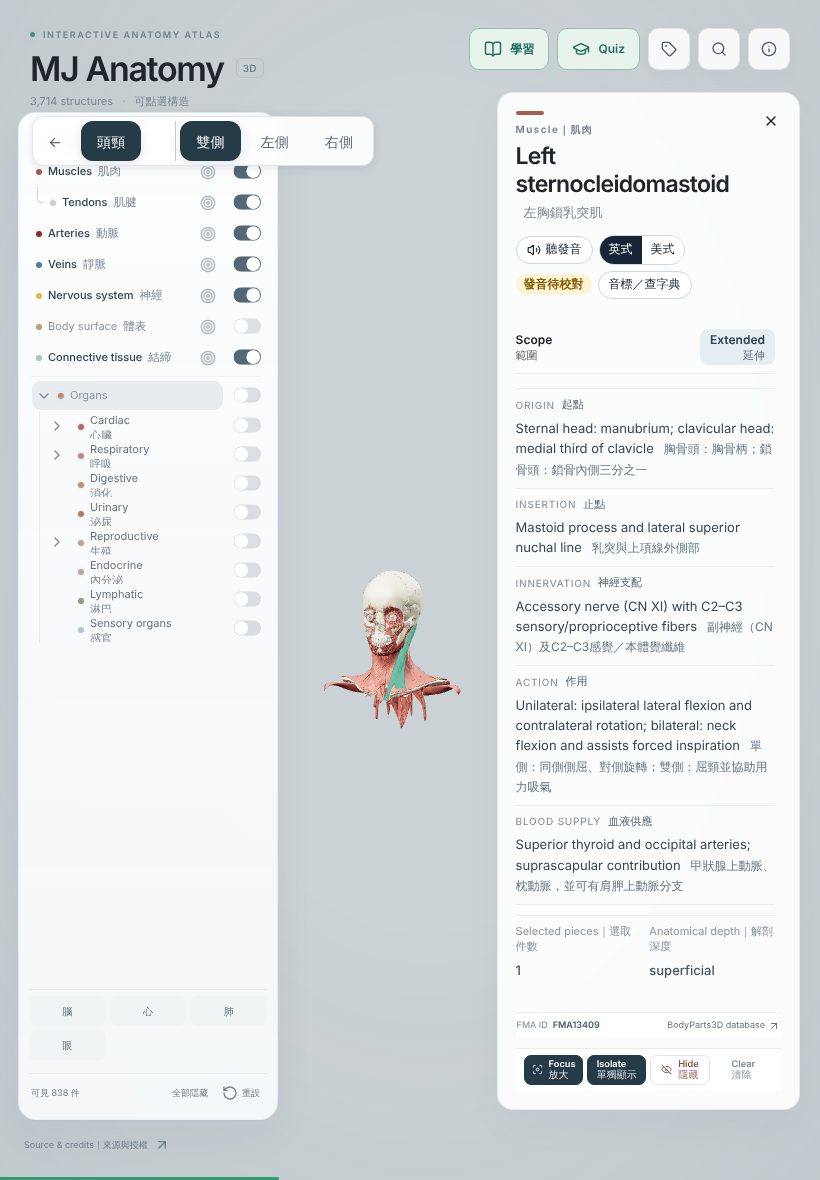 INTERACTIVE ANATOMY ATLAS
MJ Anatomy 3D
3,714 structures · 可點選構造
學習
Quiz
← 頭頸 雙側 左側 右側
Muscles 肌肉
Tendons 肌腱
Arteries 動脈
Veins 靜脈
Nervous system 神經
Body surface 體表
Connective tissue 結締
Organs
Cardiac
心臟
Respiratory
呼吸
Digestive
消化
Urinary
泌尿
Reproductive
生殖
Endocrine
內分泌
Lymphatic
淋巴
Sensory organs
感官
腦 心 肺
眼
可見 838 件 全部隱藏 重設
Source & credits | 來源與授權
Muscle | 肌肉
Left
sternocleidomastoid
左胸鎖乳突肌
聽發音 英式 美式
發音待校對 音標／查字典
Scope Extended
範圍 延伸
ORIGIN 起點
Sternal head: manubrium; clavicular head:
medial third of clavicle 胸骨頭：胸骨柄；鎖
骨頭：鎖骨內側三分之一
INSERTION 止點
Mastoid process and lateral superior
nuchal line 乳突與上項線外側部
INNERVATION 神經支配
Accessory nerve (CN XI) with C2–C3
sensory/proprioceptive fibers 副神經（CN
XI）及C2–C3感覺／本體覺纖維
ACTION 作用
Unilateral: ipsilateral lateral flexion and
contralateral rotation; bilateral: neck
flexion and assists forced inspiration 單
側：同側側屈、對側旋轉；雙側：屈頸並協助用
力吸氣
BLOOD SUPPLY 血液供應
Superior thyroid and occipital arteries;
suprascapular contribution 甲狀腺上動脈、
枕動脈，並可有肩胛上動脈分支
Selected pieces | 選取 Anatomical depth | 解剖
件數 深度
1 superficial
FMA ID FMA13409 BodyParts3D database
Focus Isolate Hide Clear
放大 單獨顯示 隱藏 清除